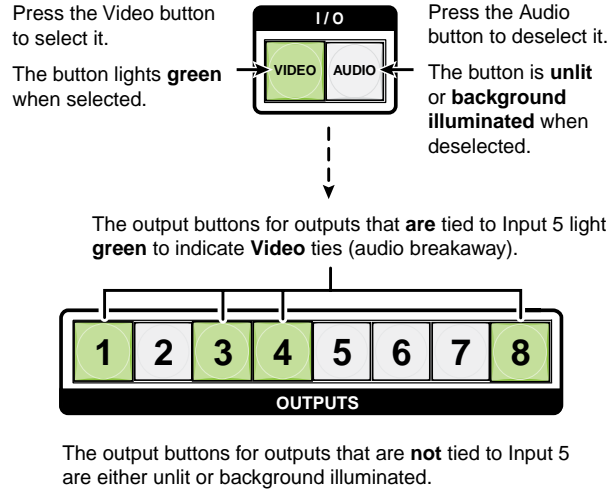 Press the Video button
to select it.
The button lights green
when selected.
I / O
VIDEO
AUDIO
Press the Audio
button to deselect it.
The button is unlit
or background
illuminated when
deselected.
The output buttons for outputs that are tied to Input 5 light
green to indicate Video ties (audio breakaway).
1 2 3 4 5 6 7 8
OUTPUTS
The output buttons for outputs that are not tied to Input 5
are either unlit or background illuminated.